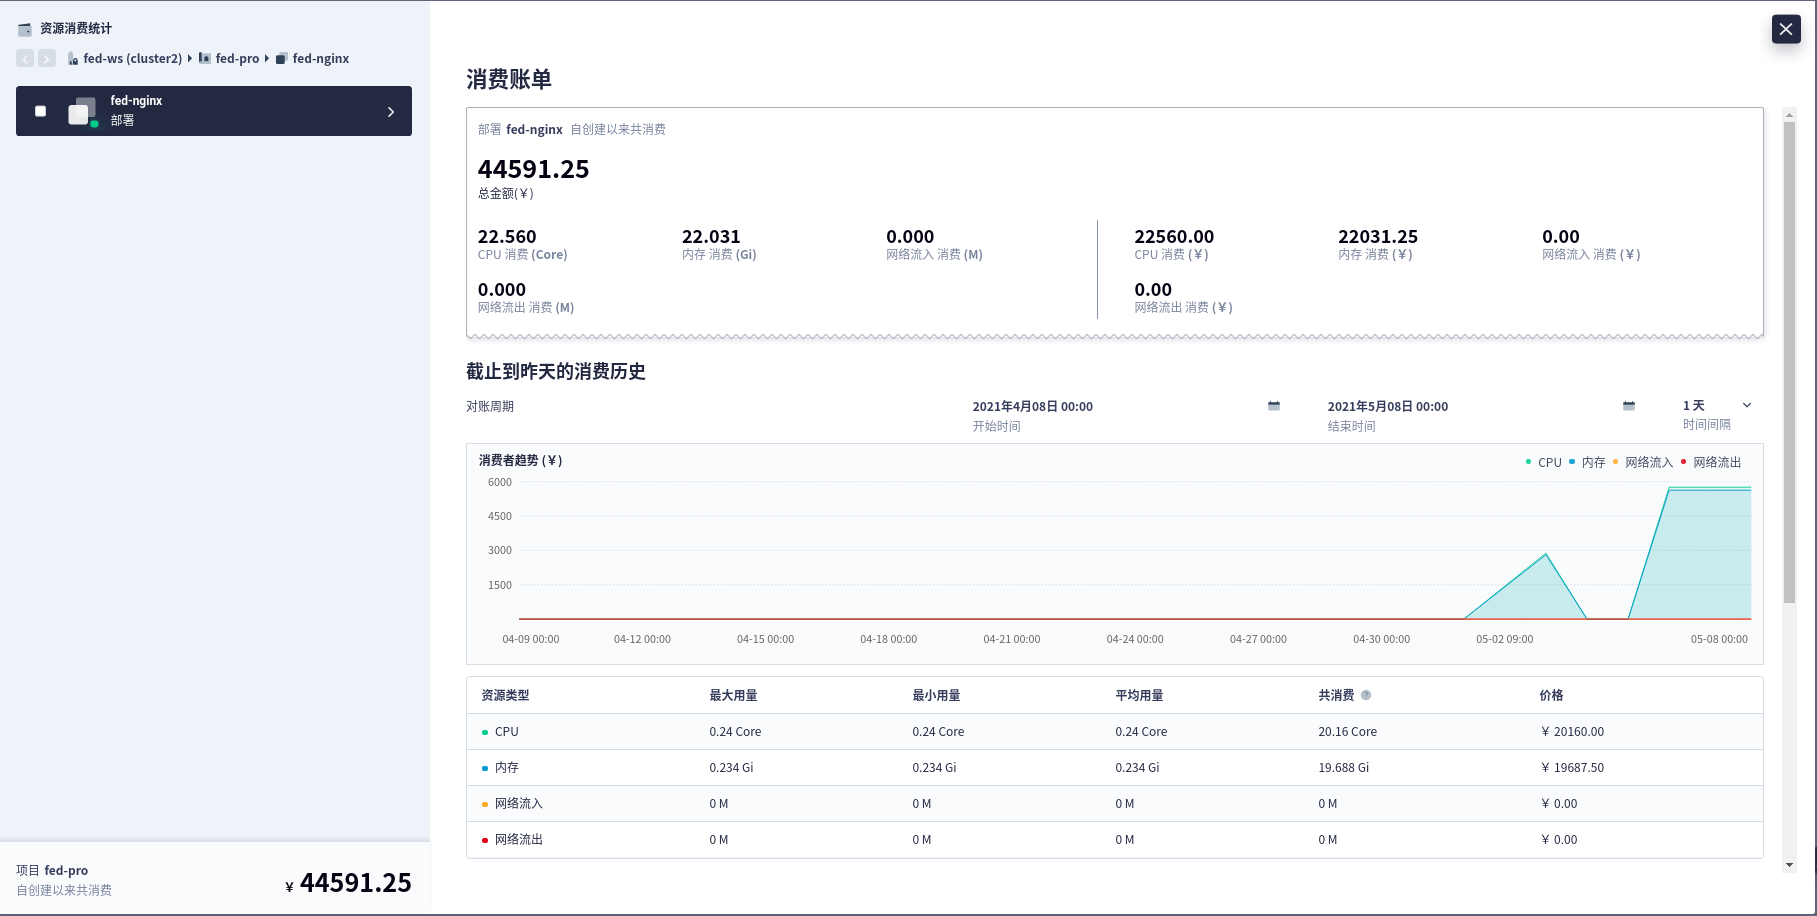 资源消费统计
fed-ws (cluster2) fed-pro fed-nginx
fed-nginx
部署
项目 fed-pro
自创建以来共消费
¥ 44591.25
消费账单
部署 fed-nginx 自创建以来共消费
44591.25
总金额(¥)
22.560 22.031 0.000 22560.00 22031.25 0.00
CPU 消费 (Core) 内存 消费 (Gi) 网络流入 消费 (M) CPU 消费 (¥) 内存 消费 (¥) 网络流入 消费 (¥)
0.000 0.00
网络流出 消费 (M) 网络流出 消费 (¥)
截止到昨天的消费历史
对账周期 2021年4月08日 00:00 2021年5月08日 00:00 1 天
开始时间 结束时间 时间间隔
消费者趋势 (¥) CPU 内存 网络流入 网络流出
6000
4500
3000
1500
04-09 00:00 04-12 00:00 04-15 00:00 04-18 00:00 04-21 00:00 04-24 00:00 04-27 00:00 04-30 00:00 05-02 09:00 05-08 00:00
资源类型 最大用量 最小用量 平均用量 共消费 ? 价格
CPU 0.24 Core 0.24 Core 0.24 Core 20.16 Core ¥ 20160.00
内存 0.234 Gi 0.234 Gi 0.234 Gi 19.688 Gi ¥ 19687.50
网络流入 0 M 0 M 0 M 0 M ¥ 0.00
网络流出 0 M 0 M 0 M 0 M ¥ 0.00